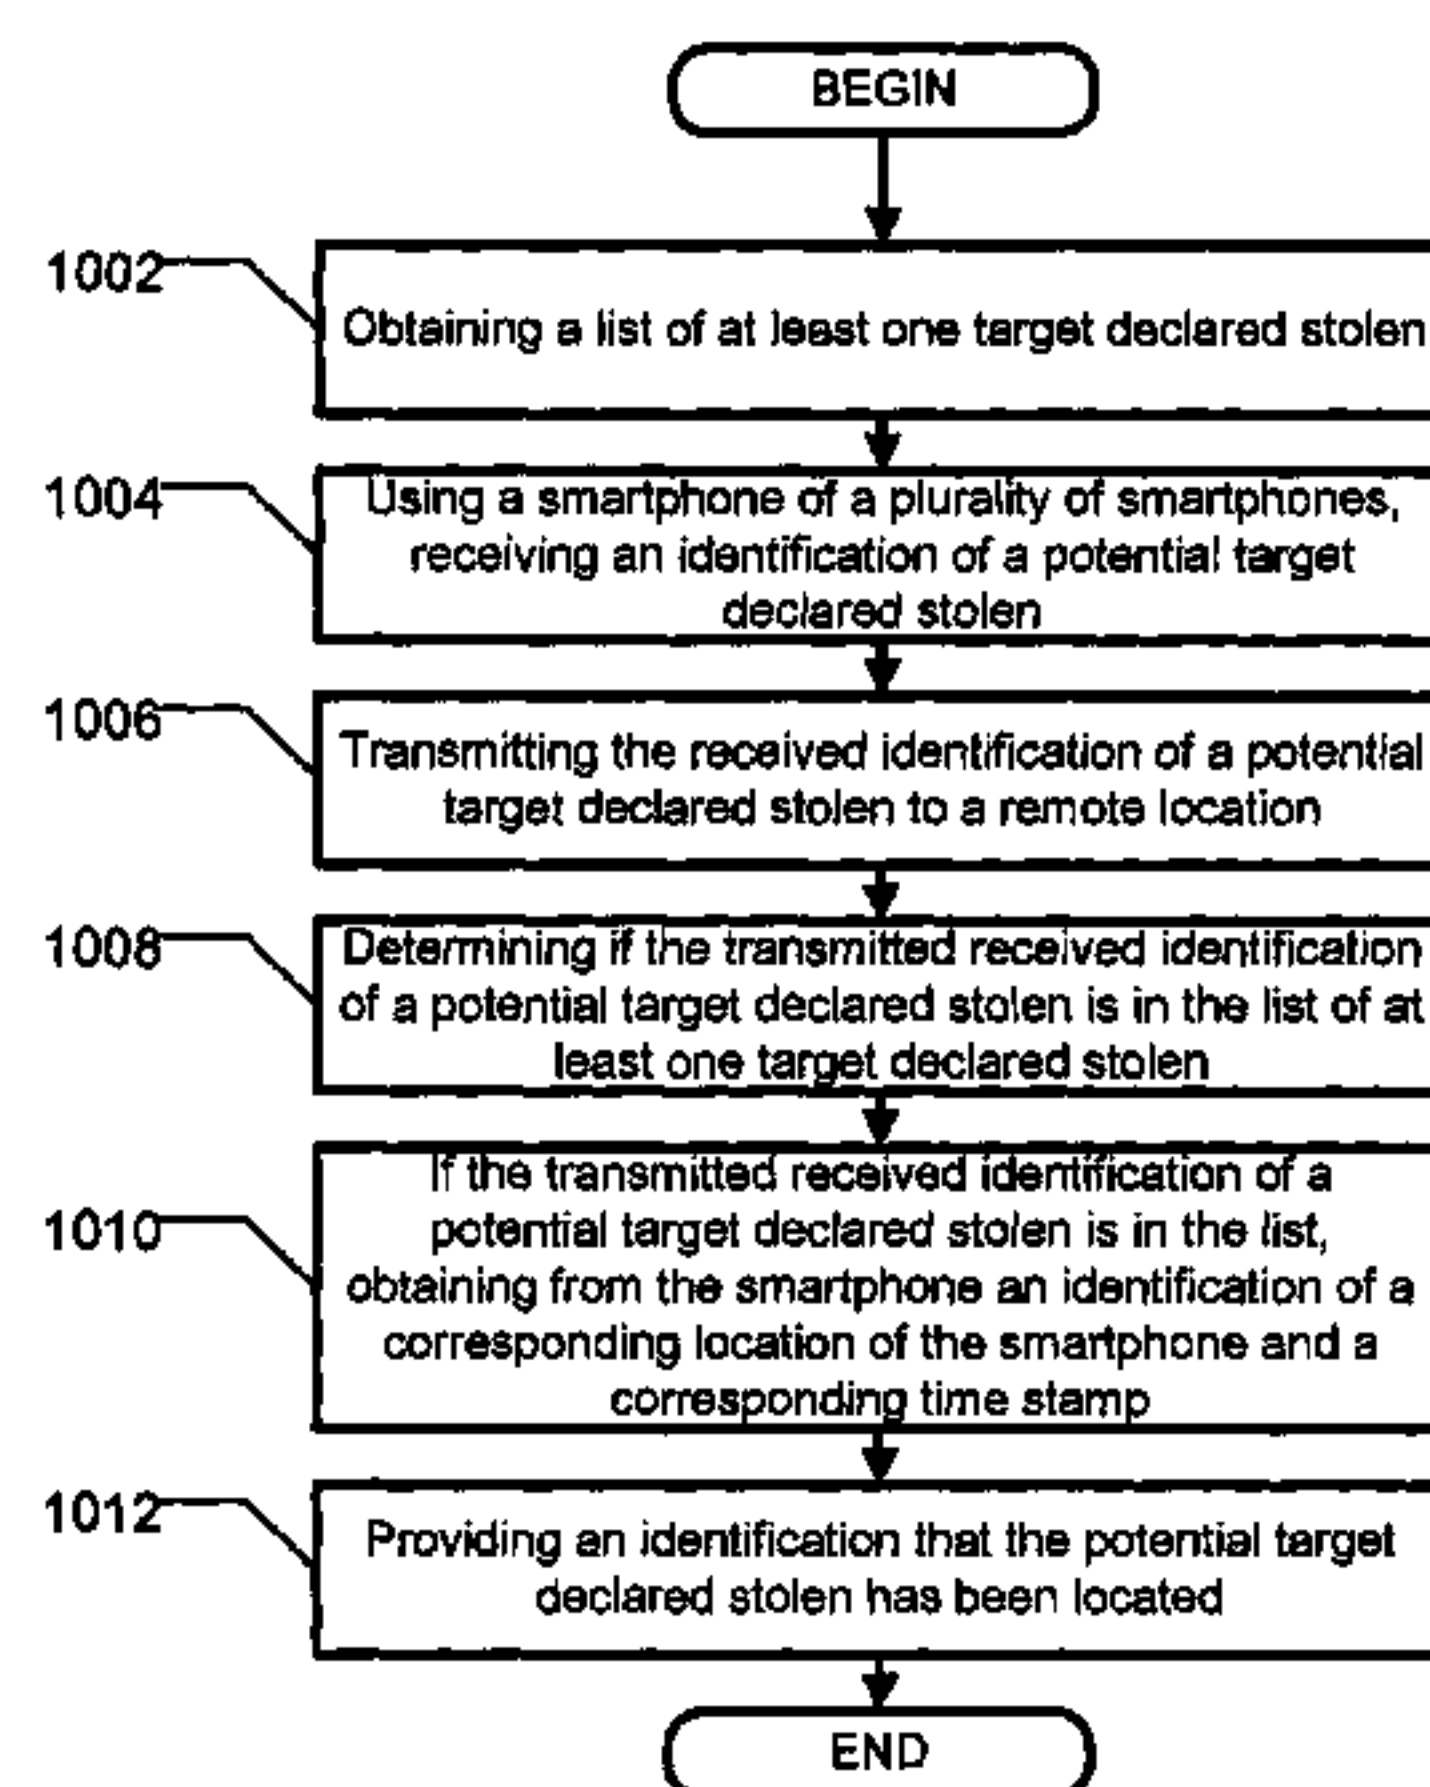 BEGIN
1002
Obtaining a list of at least one target declared stolen
1004
Using a smartphone of a plurality of smartphones,
receiving an identification of a potential target
declared stolen
1006
Transmitting the received identification of a potential
target declared stolen to a remote location
1008
Determining if the transmitted received identification
of a potential target declared stolen is in the list of at
least one target declared stolen
1010
If the transmitted received identification of a
potential target declared stolen is in the list,
obtaining from the smartphone an identification of a
corresponding location of the smartphone and a
corresponding time stamp
1012
Providing an identification that the potential target
declared stolen has been located
END